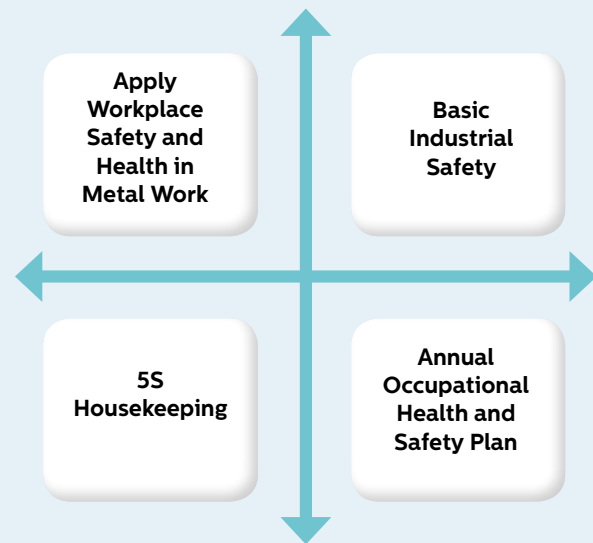 Apply
Workplace
Safety and
Health in
Metal Work
Basic
Industrial
Safety
5S
Housekeeping
Annual
Occupational
Health and
Safety Plan